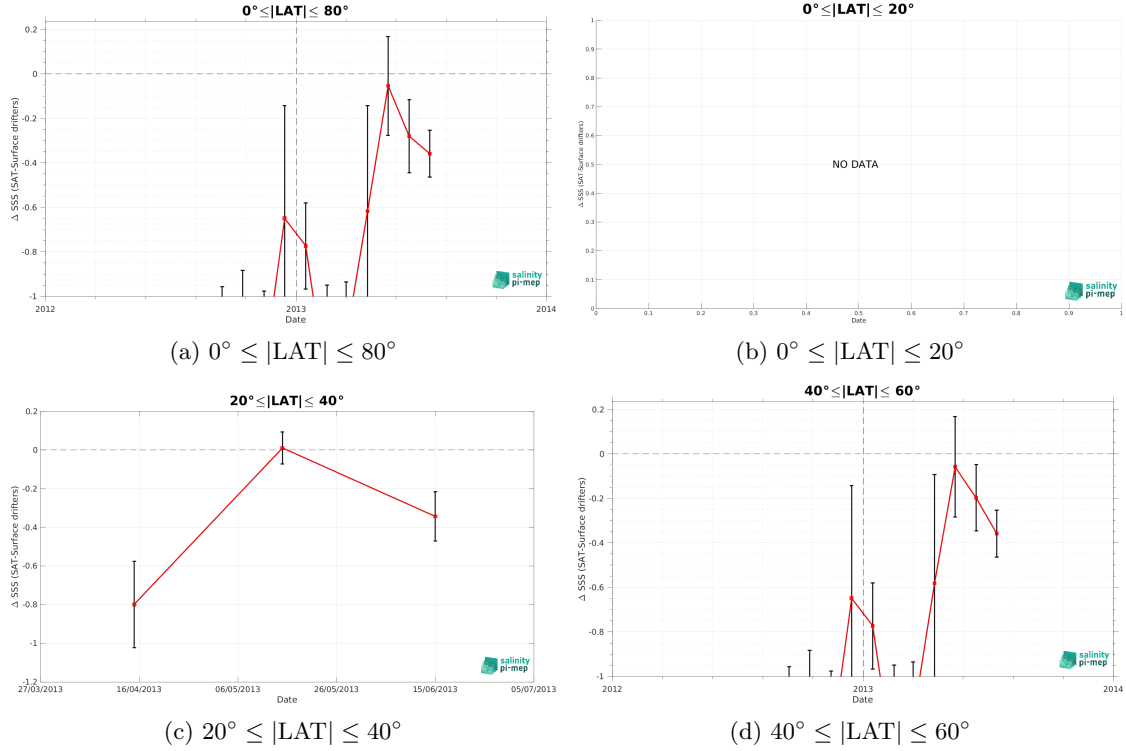 0°≤|LAT|≤ 80°
0.2
0
-0.2
-0.4
-0.6
-0.8
-1
Δ SSS (SAT-Surface drifters)
2012
2013
2014
Date
salinity
pi-mep
(a) 0° ≤ |LAT| ≤ 80°
0°≤|LAT|≤ 20°
1
0.9
0.8
0.7
0.6
0.5
0.4
0.3
0.2
0.1
0
Δ SSS (SAT-Surface drifters)
NO DATA
0 0.1 0.2 0.3 0.4 0.5 0.6 0.7 0.8 0.9 1
Date
salinity
pi-mep
(b) 0° ≤ |LAT| ≤ 20°
20°≤|LAT|≤ 40°
0.2
0
-0.2
-0.4
-0.6
-0.8
-1
-1.2
Δ SSS (SAT-Surface drifters)
27/03/2013 16/04/2013 06/05/2013 26/05/2013 15/06/2013 05/07/2013
Date
salinity
pi-mep
(c) 20° ≤ |LAT| ≤ 40°
40°≤|LAT|≤ 60°
0.2
0
-0.2
-0.4
-0.6
-0.8
-1
Δ SSS (SAT-Surface drifters)
2012
2013
2014
Date
salinity
pi-mep
(d) 40° ≤ |LAT| ≤ 60°